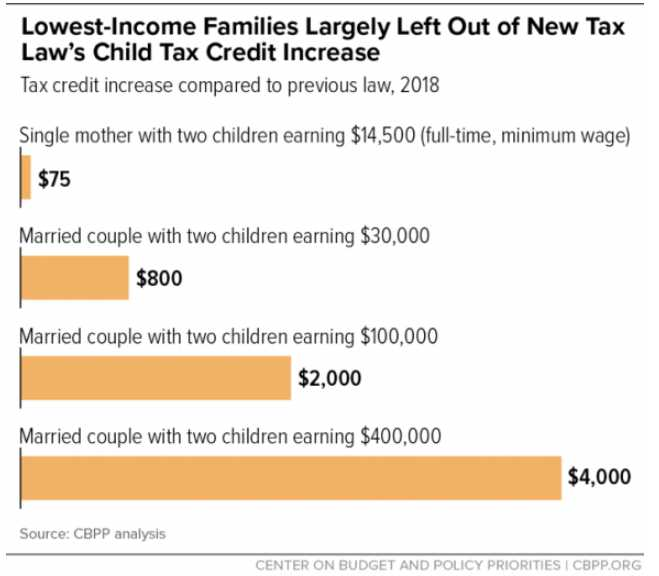 Lowest-Income Families Largely Left Out of New Tax
Law’s Child Tax Credit Increase
Tax credit increase compared to previous law, 2018
Single mother with two children earning $14,500 (full-time, minimum wage)
$75
Married couple with two children earning $30,000
$800
Married couple with two children earning $100,000
$2,000
Married couple with two children earning $400,000
$4,000
Source: CBPP analysis
CENTER ON BUDGET AND POLICY PRIORITIES I CBPP.ORG